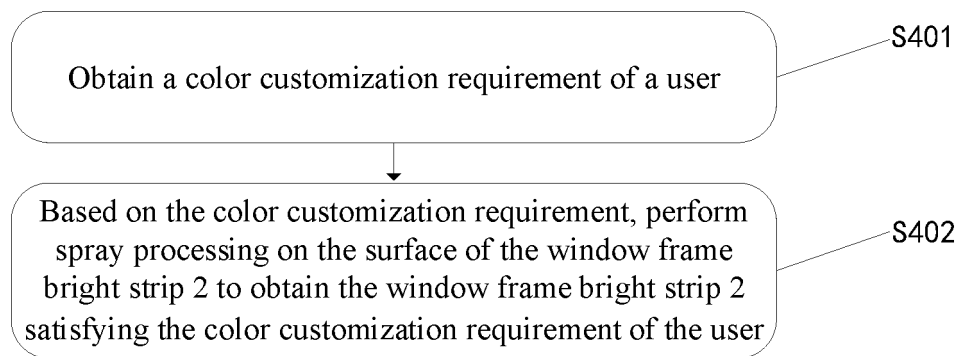 Obtain a color customization requirement of a user
S401
Based on the color customization requirement, perform
spray processing on the surface of the window frame
bright strip 2 to obtain the window frame bright strip 2
satisfying the color customization requirement of the user
S402